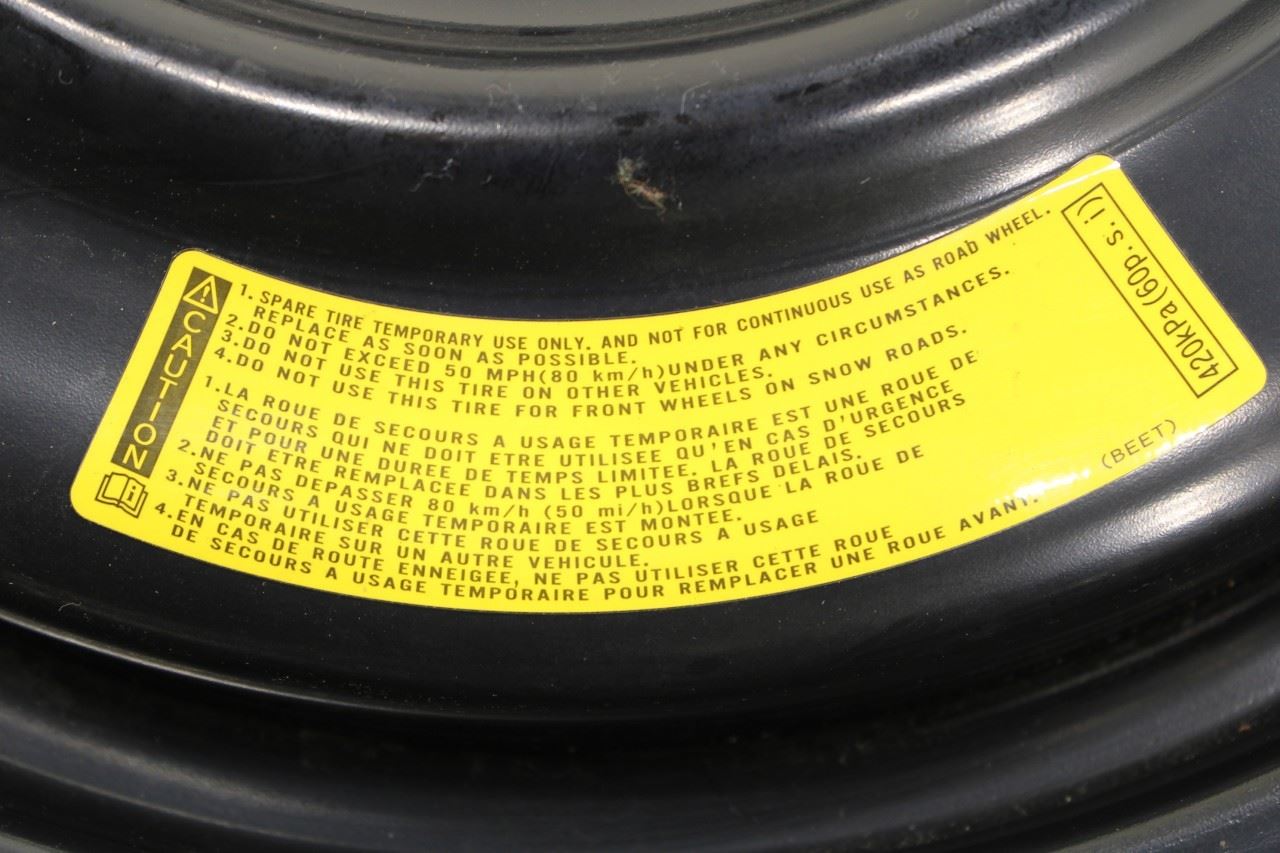 CAUTION
1. SPARE TIRE TEMPORARY USE ONLY. AND NOT FOR CONTINUOUS USE AS ROAD WHEEL.
REPLACE AS SOON AS POSSIBLE.
2. DO NOT EXCEED 50 MPH(80 km/h)UNDER ANY CIRCUMSTANCES.
3. DO NOT USE THIS TIRE ON OTHER VEHICLES.
4. DO NOT USE THIS TIRE FOR FRONT WHEELS ON SNOW ROADS.
1. LA ROUE DE SECOURS A USAGE TEMPORAIRE EST UNE ROUE DE
SECOURS QUI NE DOIT ETRE UTILISEE QU'EN CAS D'URGENCE
ET POUR UNE DUREE DE TEMPS LIMITEE. LA ROUE DE SECOURS
DOIT ETRE REMPLACEE DANS LES PLUS BREFS DELAIS.
2. NE PAS DEPASSER 80 km/h (50 mi/h)LORSQUE LA ROUE DE
SECOURS A USAGE TEMPORAIRE EST MONTEE.
3. NE PAS UTILISER CETTE ROUE DE SECOURS A USAGE
TEMPORAIRE SUR UN AUTRE VEHICULE.
4. EN CAS DE ROUTE ENNEIGEE, NE PAS UTILISER CETTE ROUE
DE SECOURS A USAGE TEMPORAIRE POUR REMPLACER UNE ROUE AVANT.
420kPa(60p.s.i)
(BEET)